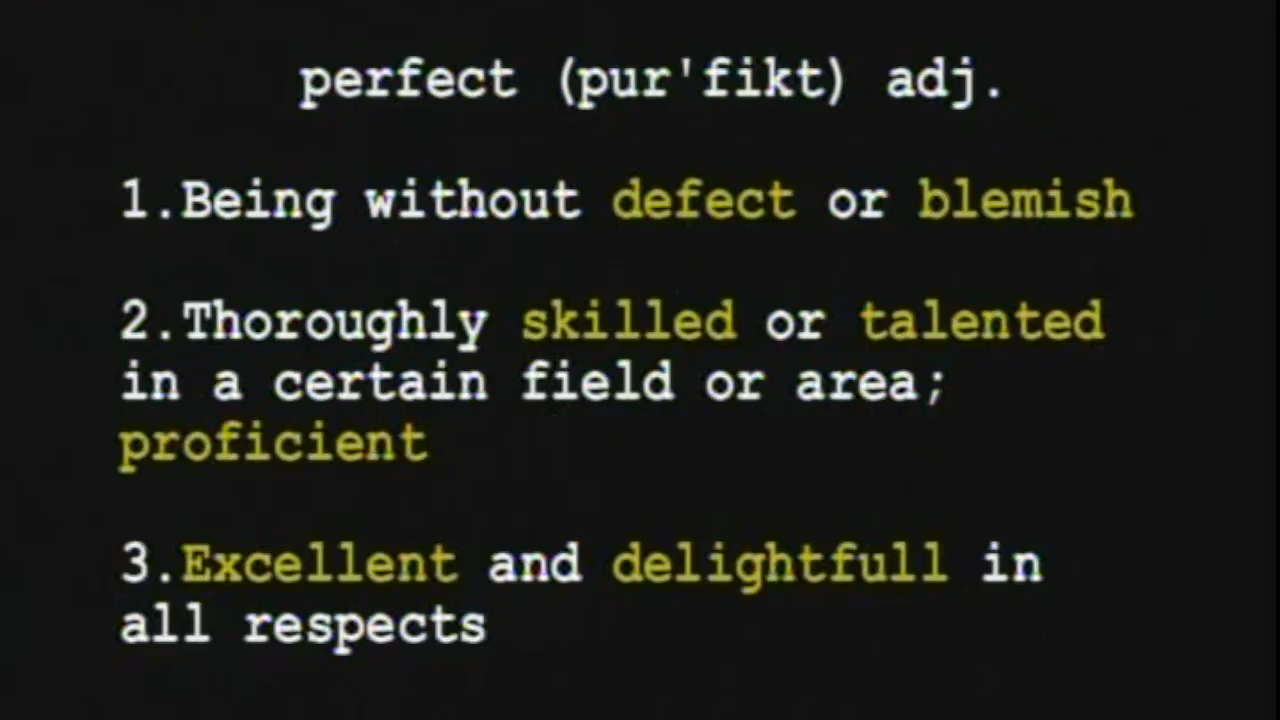 perfect (pur'fikt) adj.
1.Being without defect or blemish
2.Thoroughly skilled or talented
in a certain field or area;
proficient
3.Excellent and delightfull in
all respects